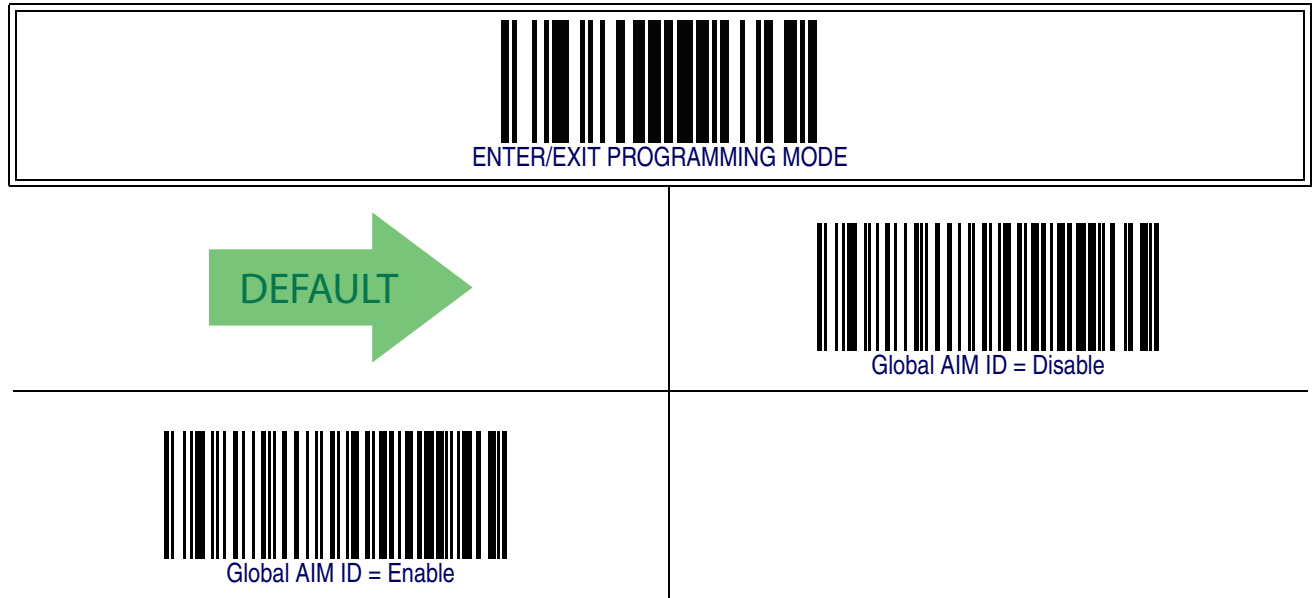 ENTER/EXIT PROGRAMMING MODE
DEFAULT
Global AIM ID = Disable
Global AIM ID = Enable